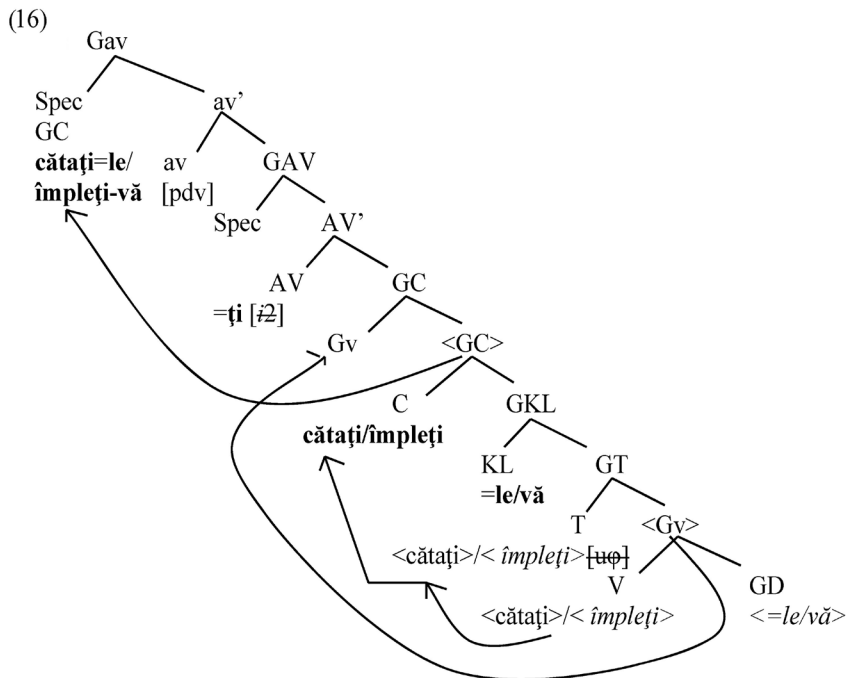 (16)
Gav
Spec av’
GC
cătaţi=le/ av GAV
împleţi-vă [pdv]
Spec AV’
AV GC
=ţi [i2]
Gv <GC>
C GKL
cătaţi/împleţi
KL GT
=le/vă
T <Gv>
<cătaţi>/< împleţi>[uφ]
V GD
<cătaţi>/< împleţi> <=le/vă>